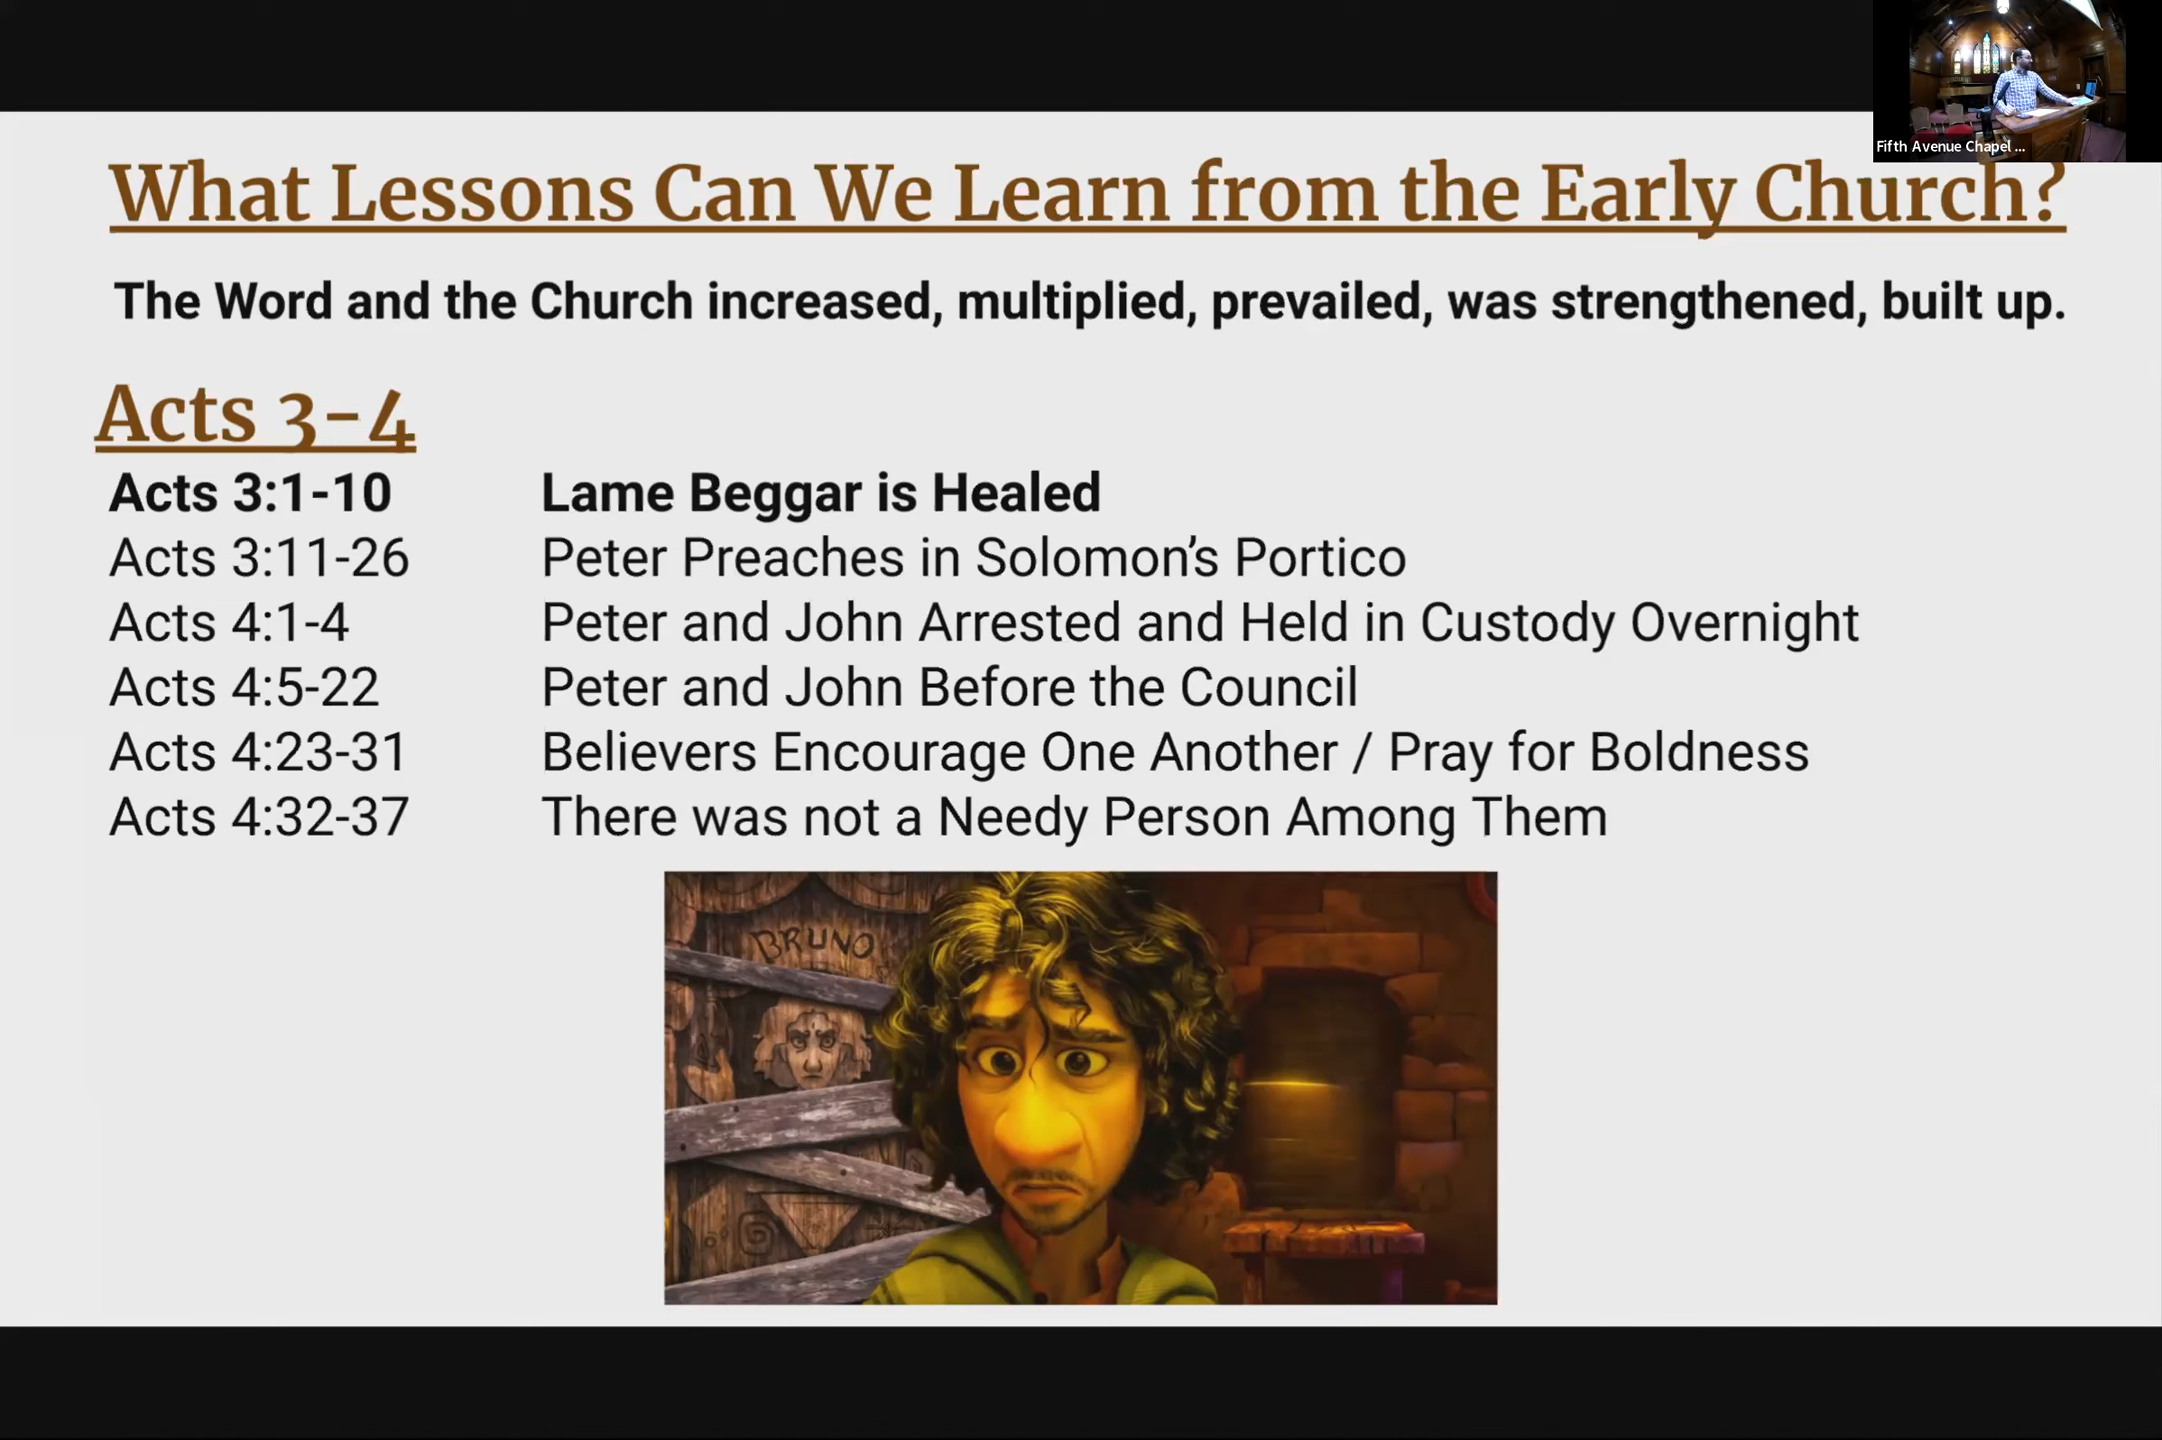 Fifth Avenue Chapel ...
What Lessons Can We Learn from the Early Church?
The Word and the Church increased, multiplied, prevailed, was strengthened, built up.
Acts 3-4
Acts 3:1-10 Lame Beggar is Healed
Acts 3:11-26 Peter Preaches in Solomon’s Portico
Acts 4:1-4 Peter and John Arrested and Held in Custody Overnight
Acts 4:5-22 Peter and John Before the Council
Acts 4:23-31 Believers Encourage One Another / Pray for Boldness
Acts 4:32-37 There was not a Needy Person Among Them
BRUNO